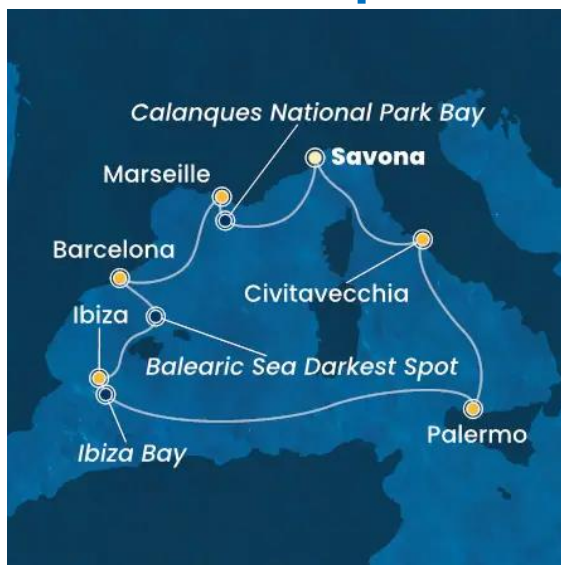 Calanques National Park Bay
Savona
Marseille
Barcelona
Civitavecchia
Ibiza
Balearic Sea Darkest Spot
Palermo
Ibiza Bay